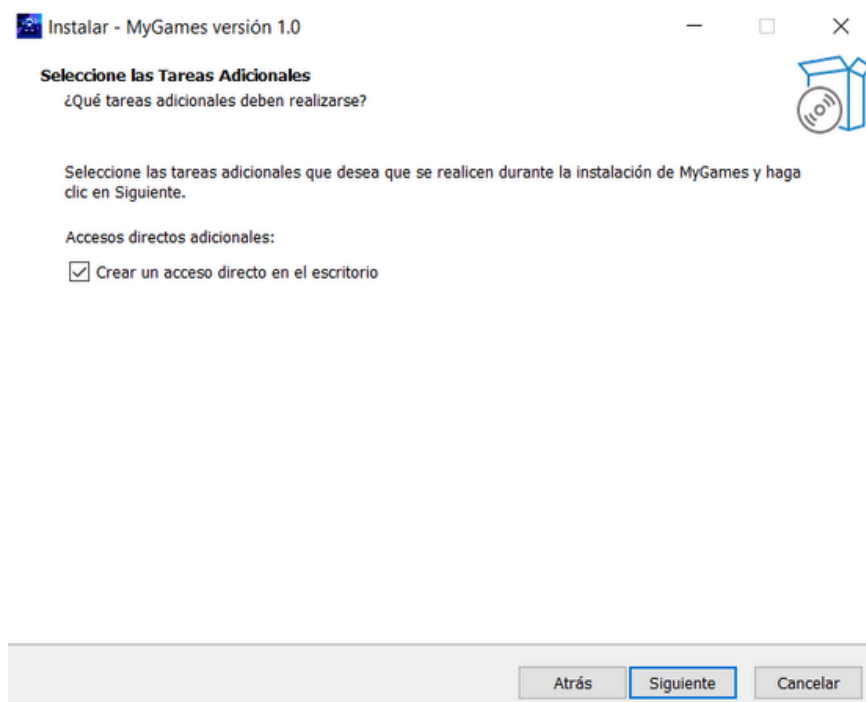 Instalar - MyGames versión 1.0
Seleccione las Tareas Adicionales
¿Qué tareas adicionales deben realizarse?
Seleccione las tareas adicionales que desea que se realicen durante la instalación de MyGames y haga
clic en Siguiente.
Accesos directos adicionales:
Crear un acceso directo en el escritorio
Atrás Siguiente Cancelar